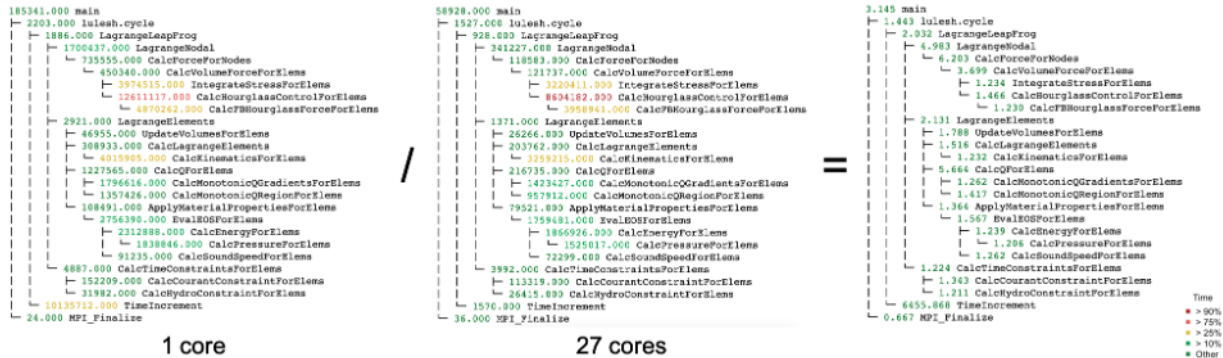 185341.000 main
2203.000 lulesh.cycle
1886.000 LagrangeLeapFrog
1700437.000 LagrangeNodal
735555.000 CalcForceForNodes
450340.000 CalcVolumeForceForElems
3974515.000 IntegrateStressForElems
12611117.000 CalcHourglassControlForElems
4870262.000 CalcFBHourglassForceForElems
2921.000 LagrangeElements
46955.000 UpdateVolumesForElems
308933.000 CalcLagrangeElements
4015905.000 CalcKinematicsForElems
1227565.000 CalcQForElems
1796616.000 CalcMonotonicQGradientsForElems
1357426.000 CalcMonotonicQRegionForElems
108491.000 ApplyMaterialPropertiesForElems
2756390.000 EvalEOSForElems
2312888.000 CalcEnergyForElems
1838846.000 CalcPressureForElems
91235.000 CalcSoundSpeedForElems
4887.000 CalcTimeConstraintsForElems
152209.000 CalcCourantConstraintForElems
31982.000 CalcHydroConstraintForElems
10135712.000 TimeIncrement
24.000 MPI_Finalize
1 core
/
58928.000 main
1527.000 lulesh.cycle
928.000 LagrangeLeapFrog
341227.000 LagrangeNodal
118583.000 CalcForceForNodes
121737.000 CalcVolumeForceForElems
3220411.000 IntegrateStressForElems
8604182.000 CalcHourglassControlForElems
3958941.000 CalcFBHourglassForceForElems
1371.000 LagrangeElements
26266.000 UpdateVolumesForElems
203762.000 CalcLagrangeElements
3259215.000 CalcKinematicsForElems
216735.000 CalcQForElems
1423427.000 CalcMonotonicQGradientsForElems
957912.000 CalcMonotonicQRegionForElems
79521.000 ApplyMaterialPropertiesForElems
1759481.000 EvalEOSForElems
1866926.000 CalcEnergyForElems
1525017.000 CalcPressureForElems
72299.000 CalcSoundSpeedForElems
3992.000 CalcTimeConstraintsForElems
113319.000 CalcCourantConstraintForElems
26415.000 CalcHydroConstraintForElems
1570.000 TimeIncrement
36.000 MPI_Finalize
27 cores
=
3.145 main
1.443 lulesh.cycle
2.032 LagrangeLeapFrog
4.983 LagrangeNodal
6.203 CalcForceForNodes
3.699 CalcVolumeForceForElems
1.234 IntegrateStressForElems
1.466 CalcHourglassControlForElems
1.230 CalcFBHourglassForceForElems
2.131 LagrangeElements
1.788 UpdateVolumesForElems
1.516 CalcLagrangeElements
1.232 CalcKinematicsForElems
5.664 CalcQForElems
1.262 CalcMonotonicQGradientsForElems
1.417 CalcMonotonicQRegionForElems
1.364 ApplyMaterialPropertiesForElems
1.567 EvalEOSForElems
1.239 CalcEnergyForElems
1.206 CalcPressureForElems
1.262 CalcSoundSpeedForElems
1.224 CalcTimeConstraintsForElems
1.343 CalcCourantConstraintForElems
1.211 CalcHydroConstraintForElems
6455.868 TimeIncrement
0.667 MPI_Finalize
Time
> 90%
> 75%
> 25%
> 10%
Other